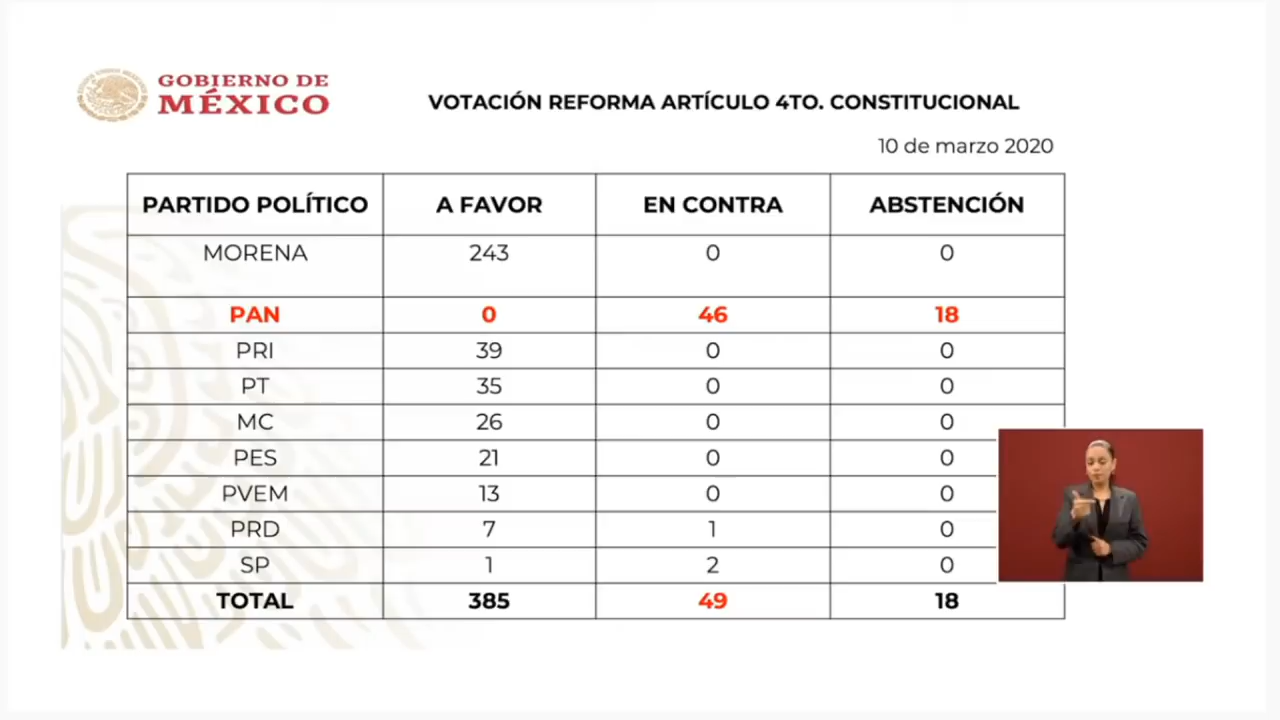 GOBIERNO DE
MÉXICO
VOTACIÓN REFORMA ARTÍCULO 4TO. CONSTITUCIONAL
10 de marzo 2020
PARTIDO POLÍTICO A FAVOR EN CONTRA ABSTENCIÓN
MORENA 243 0 0
PAN 0 46 18
PRI 39 0 0
PT 35 0 0
MC 26 0 0
PES 21 0 0
PVEM 13 0 0
PRD 7 1 0
SP 1 2 0
TOTAL 385 49 18